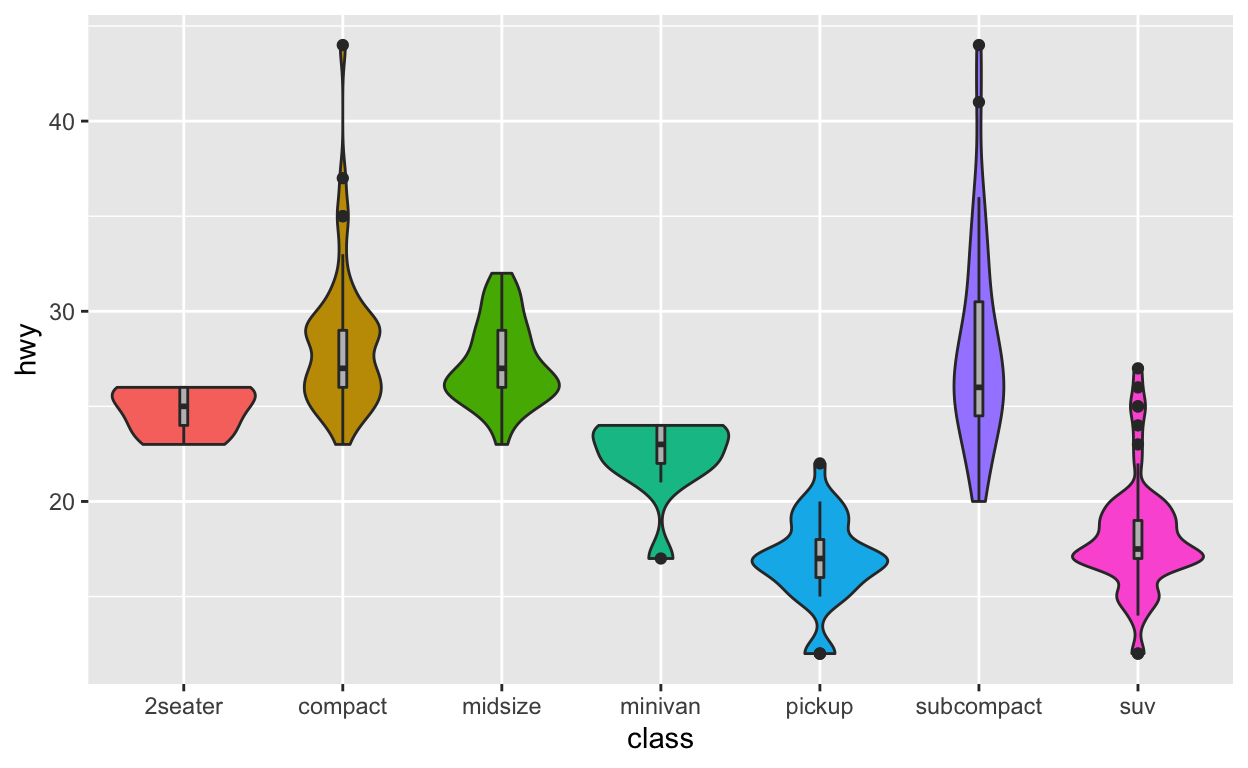 40
30
20
hwy
2seater compact midsize minivan pickup subcompact suv
class